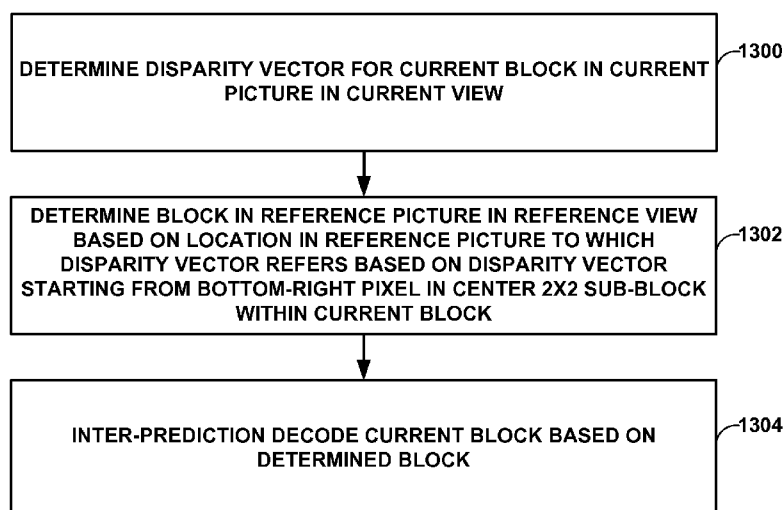 1300
DETERMINE DISPARITY VECTOR FOR CURRENT BLOCK IN CURRENT
PICTURE IN CURRENT VIEW
DETERMINE BLOCK IN REFERENCE PICTURE IN REFERENCE VIEW
BASED ON LOCATION IN REFERENCE PICTURE TO WHICH
DISPARITY VECTOR REFERS BASED ON DISPARITY VECTOR
STARTING FROM BOTTOM-RIGHT PIXEL IN CENTER 2X2 SUB-BLOCK
WITHIN CURRENT BLOCK
1302
INTER-PREDICTION DECODE CURRENT BLOCK BASED ON
DETERMINED BLOCK
1304